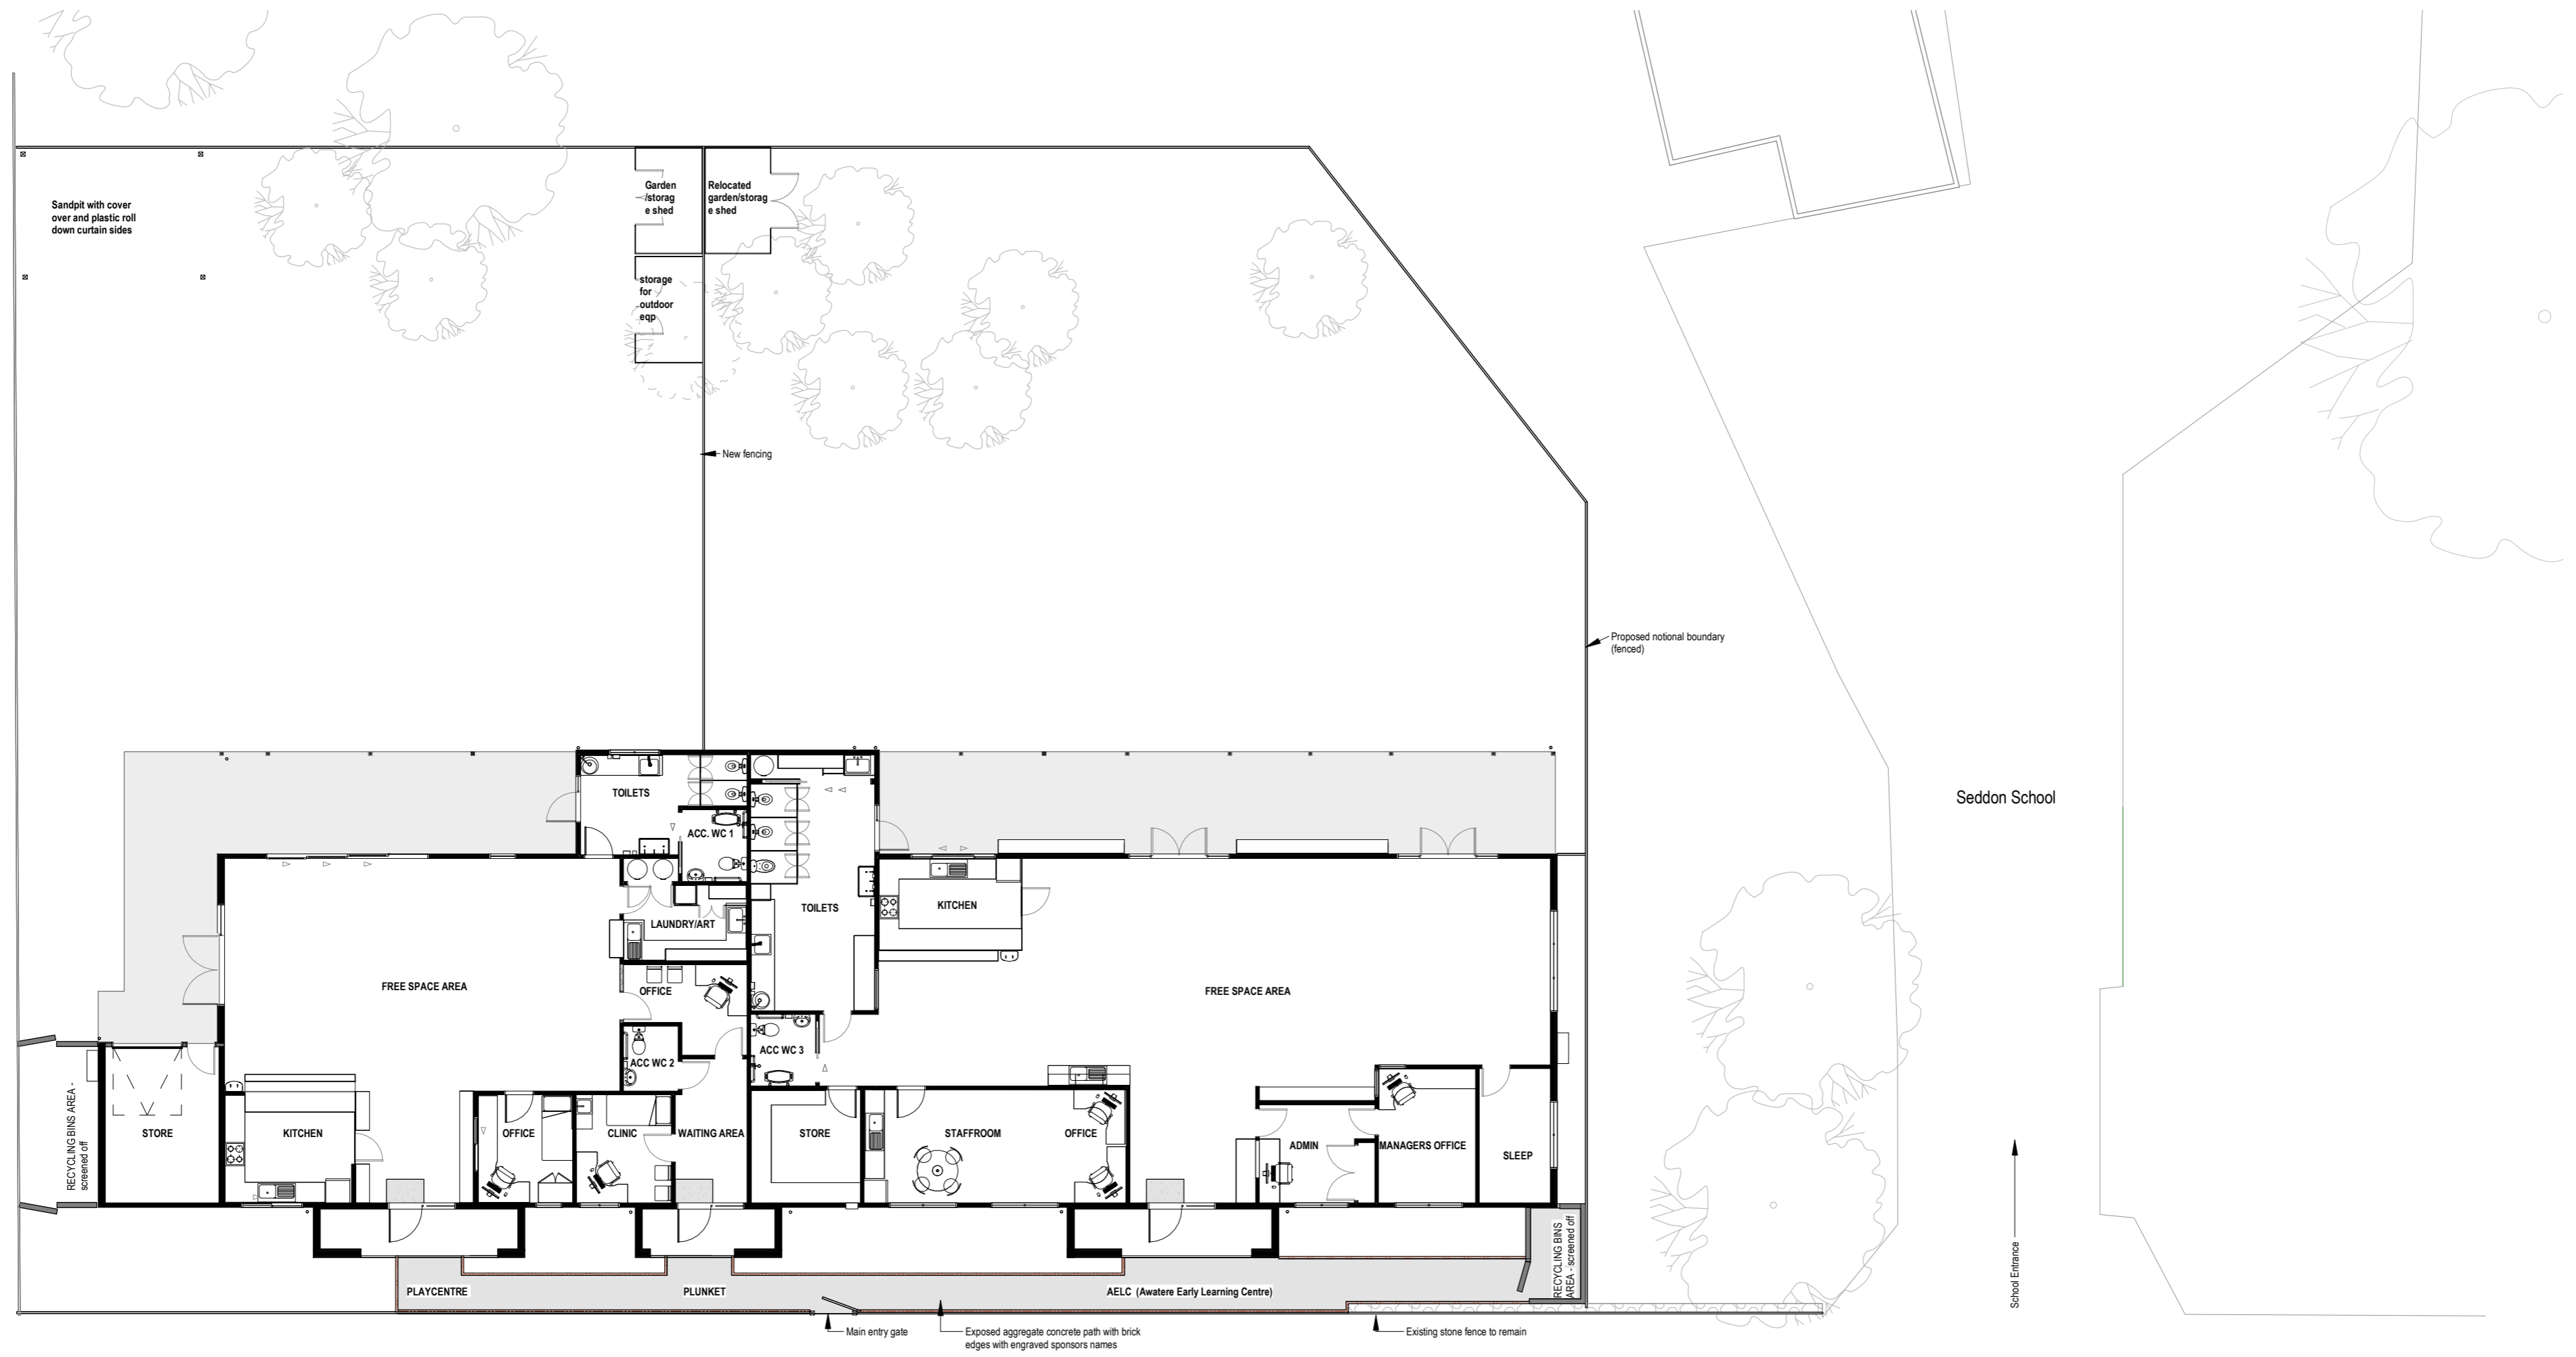 Sandpit with cover
over and plastic roll
down curtain sides
Garden
/storag
e shed
Relocated
garden/storag
e shed
storage
for
outdoor
eqp
New fencing
Proposed notional boundary
(fenced)
Seddon School
TOILETS
ACC. WC 1
LAUNDRY/ART
TOILETS
KITCHEN
FREE SPACE AREA
OFFICE
FREE SPACE AREA
ACC WC 2
ACC WC 3
RECYCLING BINS AREA -
screened off
STORE
KITCHEN
OFFICE
CLINIC
WAITING AREA
STORE
STAFFROOM
OFFICE
ADMIN
MANAGERS OFFICE
SLEEP
RECYCLING BINS
AREA - screened off
School Entrance
PLAYCENTRE
PLUNKET
AELC (Awatere Early Learning Centre)
Main entry gate
Exposed aggregate concrete path with brick
edges with engraved sponsors names
Existing stone fence to remain